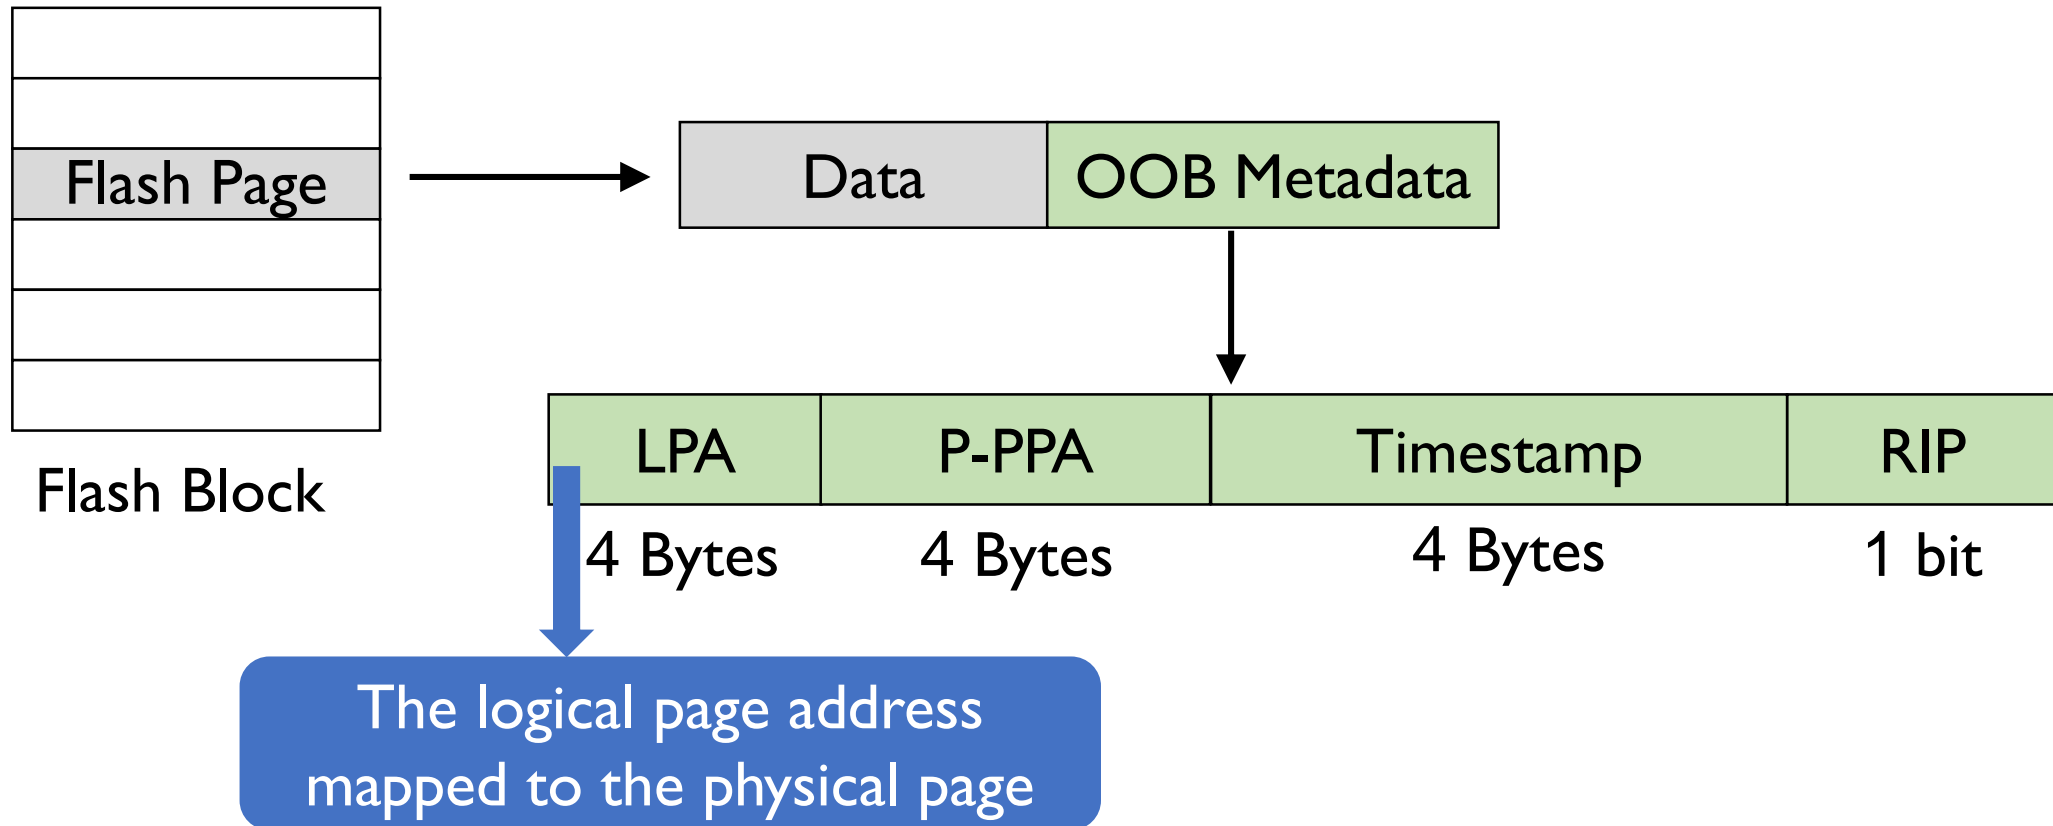 Flash Page
Data
OOB Metadata
LPA
P-PPA
Timestamp
RIP
Flash Block
4 Bytes
4 Bytes
4 Bytes
1 bit
The logical page address
mapped to the physical page